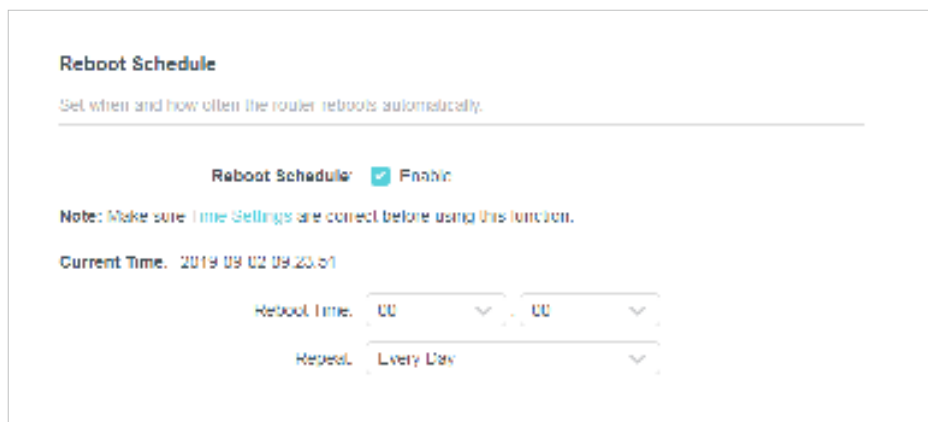 Reboot Schedule
Set when and how often the router reboots automatically.
Reboot Schedule: Enable
Note: Make sure Time Settings are correct before using this function.
Current Time: 2019-09-02 09:23:51
Reboot Time: 00 : 00
Repeat: Every Day